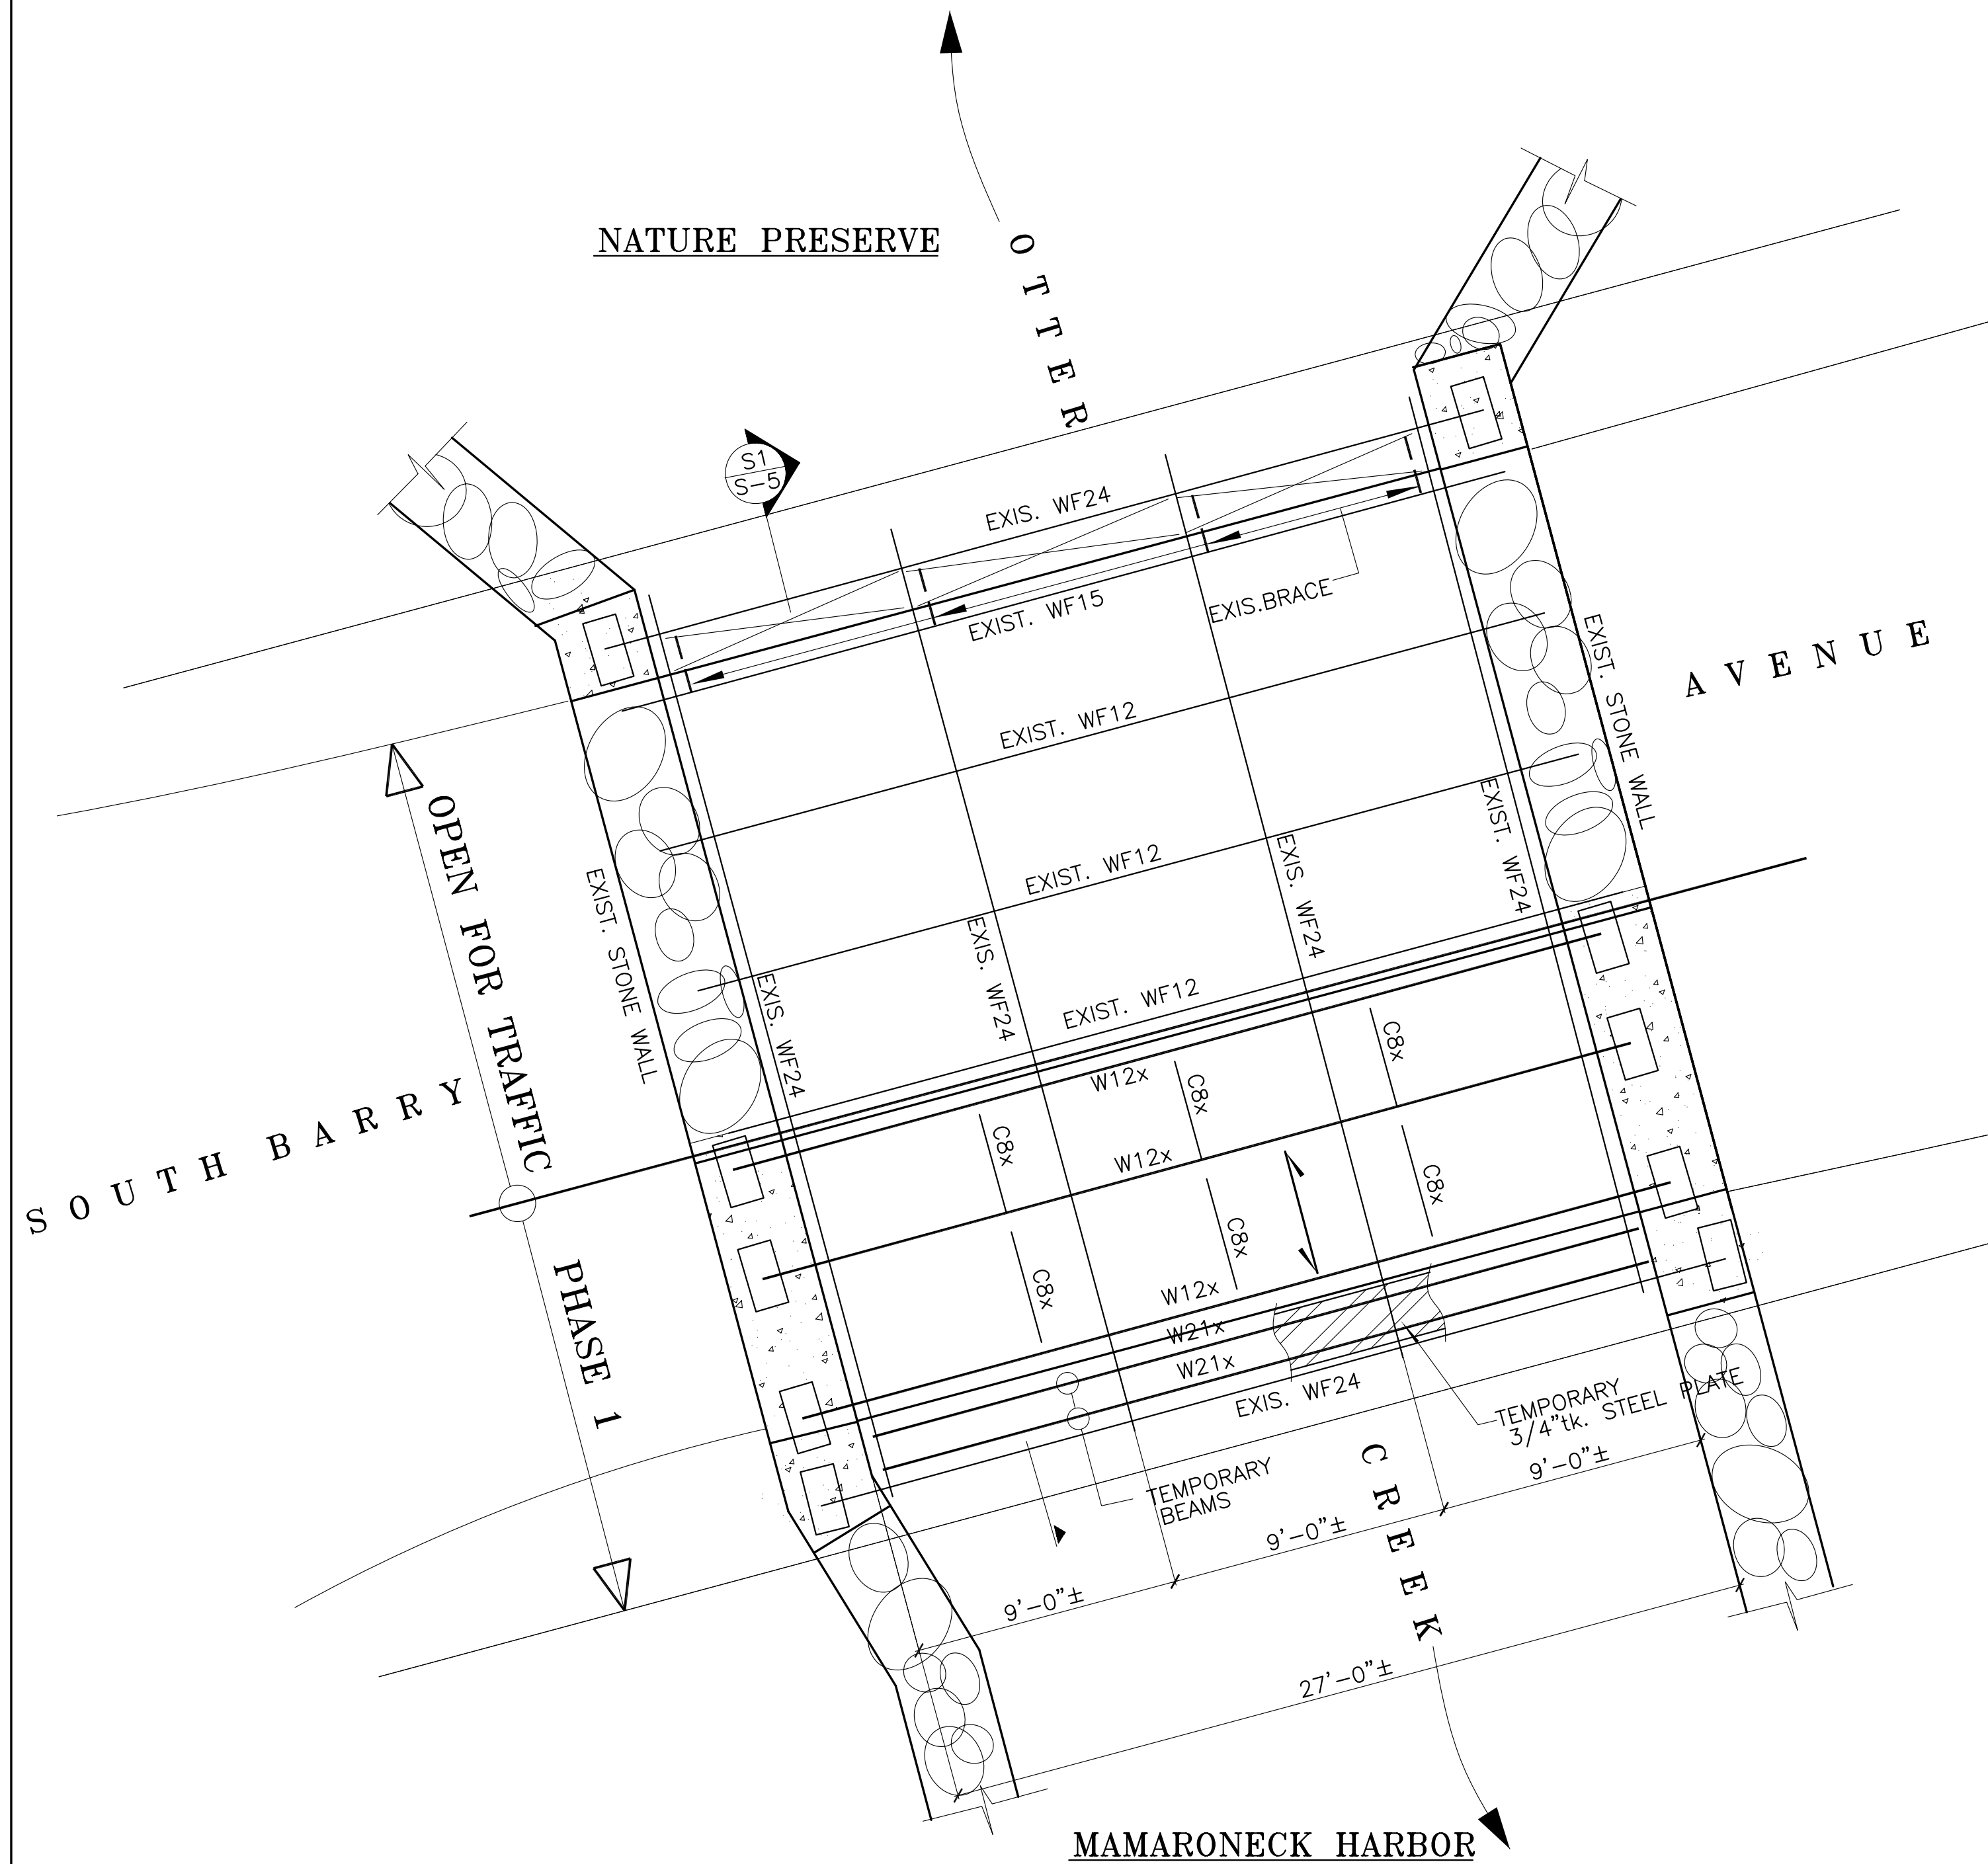 NATURE PRESERVE
OTTER
S1
S-5
EXIS. WF24
EXIST. WF15
EXIS.BRACE
EXIST. STONE WALL
AVENUE
EXIST. WF12
EXIST. WF12
EXIST. WF24
EXIS. WF24
EXIS. WF24
EXIS. WF24
EXIST. STONE WALL
OPEN FOR TRAFFIC
SOUTH BARRY
EXIST. WF12
C8x
C8x
C8x
W12x
W12x
C8x
C8x
C8x
PHASE 1
W12x
W21x
W21x
EXIS. WF24
TEMPORARY
3/4"tk. STEEL PLATE
TEMPORARY
BEAMS
CREEK
9'-0"±
9'-0"±
9'-0"±
27'-0"±
MAMARONECK HARBOR